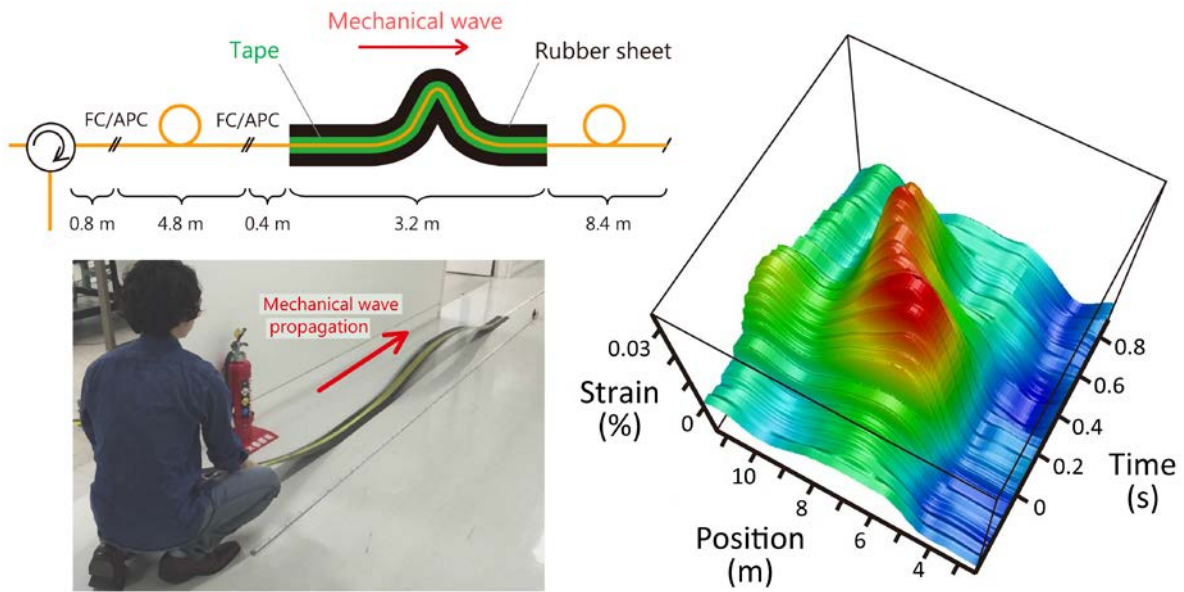 Mechanical wave
Tape
Rubber sheet
FC/APC
FC/APC
0.8 m
4.8 m
0.4 m
3.2 m
8.4 m
Mechanical wave
propagation
0.03
Strain
(%)
0
10
8
6
4
Position
(m)
0
0.2
0.4
0.6
0.8
Time
(s)